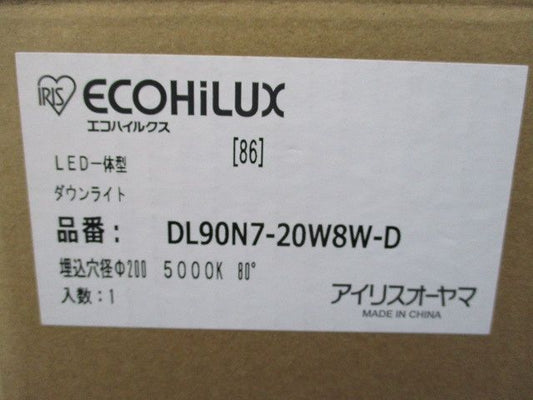 IRIS ECOHiLUX
エコハイルクス
[86]
LED一体型
ダウンライト
品番: DL90N7-20W8W-D
埋込穴径Φ200 5000K 80°
入数:1
アイリスオーヤマ
MADE IN CHINA